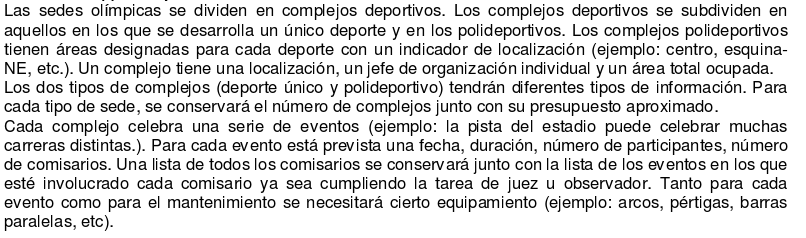 Las sedes olímpicas se dividen en complejos deportivos. Los complejos deportivos se subdividen en
aquellos en los que se desarrolla un único deporte y en los polideportivos. Los complejos polideportivos
tienen áreas designadas para cada deporte con un indicador de localización (ejemplo: centro, esquina-
NE, etc.). Un complejo tiene una localización, un jefe de organización individual y un área total ocupada.
Los dos tipos de complejos (deporte único y polideportivo) tendrán diferentes tipos de información. Para
cada tipo de sede, se conservará el número de complejos junto con su presupuesto aproximado.
Cada complejo celebra una serie de eventos (ejemplo: la pista del estadio puede celebrar muchas
carreras distintas.). Para cada evento está prevista una fecha, duración, número de participantes, número
de comisarios. Una lista de todos los comisarios se conservará junto con la lista de los eventos en los que
esté involucrado cada comisario ya sea cumpliendo la tarea de juez u observador. Tanto para cada
evento como para el mantenimiento se necesitará cierto equipamiento (ejemplo: arcos, pértigas, barras
paralelas, etc).